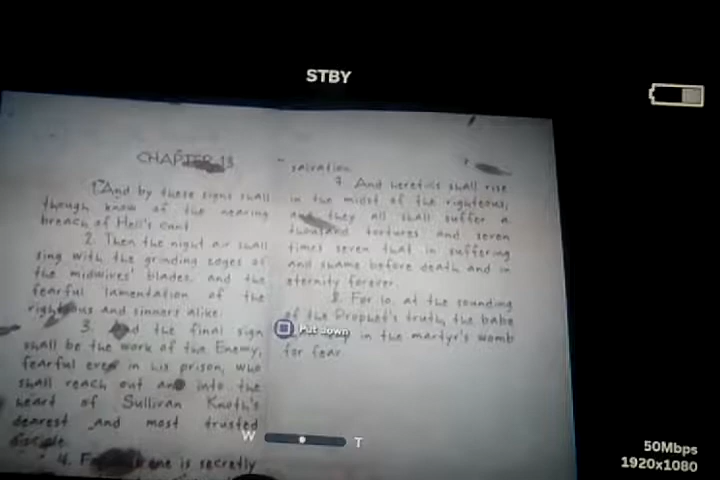 STBY
CHAPTER 13
1. And by these signs shall
though know of the nearing
breach of Hell's cunt
2. Then the night air shall
sing with the grinding edges of
the midwives' blades, and the
fearful lamentation of the
righteous and sinners alike.
3. And the final sign
shall be the work of the Enemy,
fearful even in his prison, who
shall reach out and into the
heart of Sullivan Knoth's
dearest and most trusted
disciple.
4. For one is secretly
salvation.
7. And heretics shall rise
in the midst of the righteous,
and they all shall suffer a
thousand tortures and seven
times seven that in suffering
and shame before death and in
eternity forever.
8. For lo, at the sounding
of the Prophet's truth, the babe
in the martyr's womb
for fear.
Put down
W T
50Mbps
1920x1080